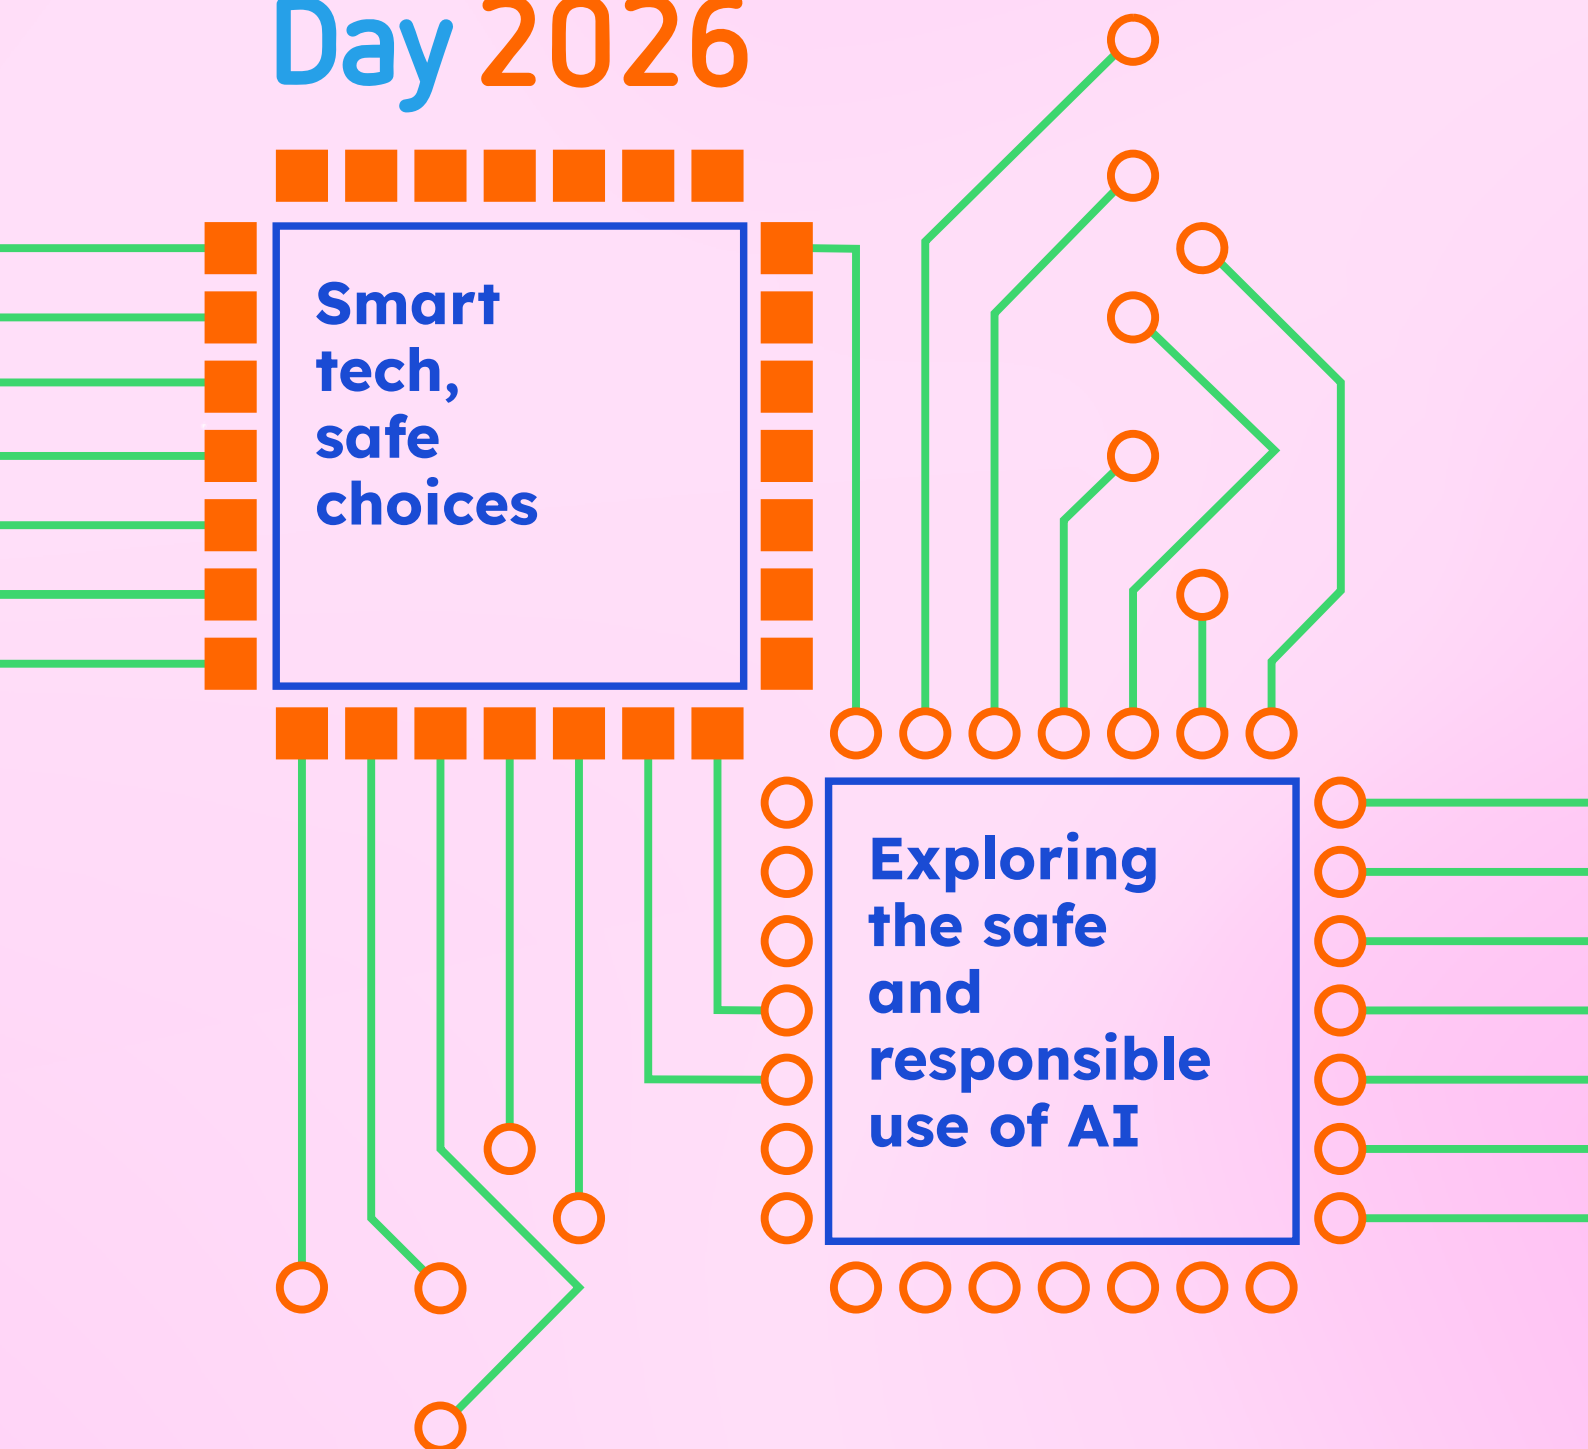 Day 2026
Smart
tech,
safe
choices
Exploring
the safe
and
responsible
use of AI